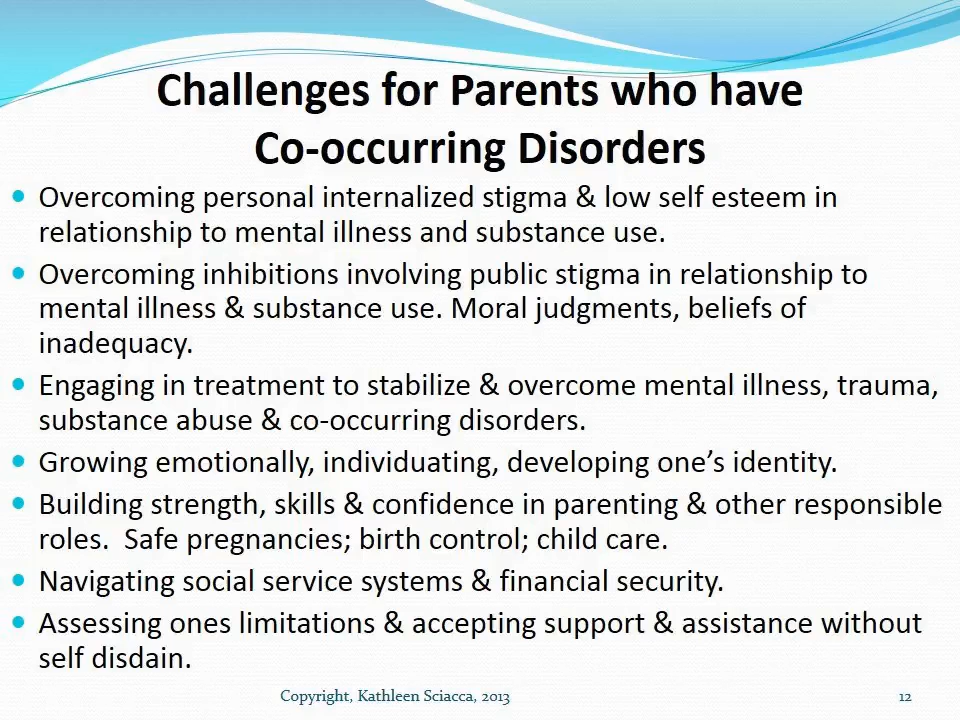 Challenges for Parents who have
Co-occurring Disorders
• Overcoming personal internalized stigma & low self esteem in
relationship to mental illness and substance use.
• Overcoming inhibitions involving public stigma in relationship to
mental illness & substance use. Moral judgments, beliefs of
inadequacy.
• Engaging in treatment to stabilize & overcome mental illness, trauma,
substance abuse & co-occurring disorders.
• Growing emotionally, individuating, developing one’s identity.
• Building strength, skills & confidence in parenting & other responsible
roles.  Safe pregnancies; birth control; child care.
• Navigating social service systems & financial security.
• Assessing ones limitations & accepting support & assistance without
self disdain.
Copyright, Kathleen Sciacca, 2013
12